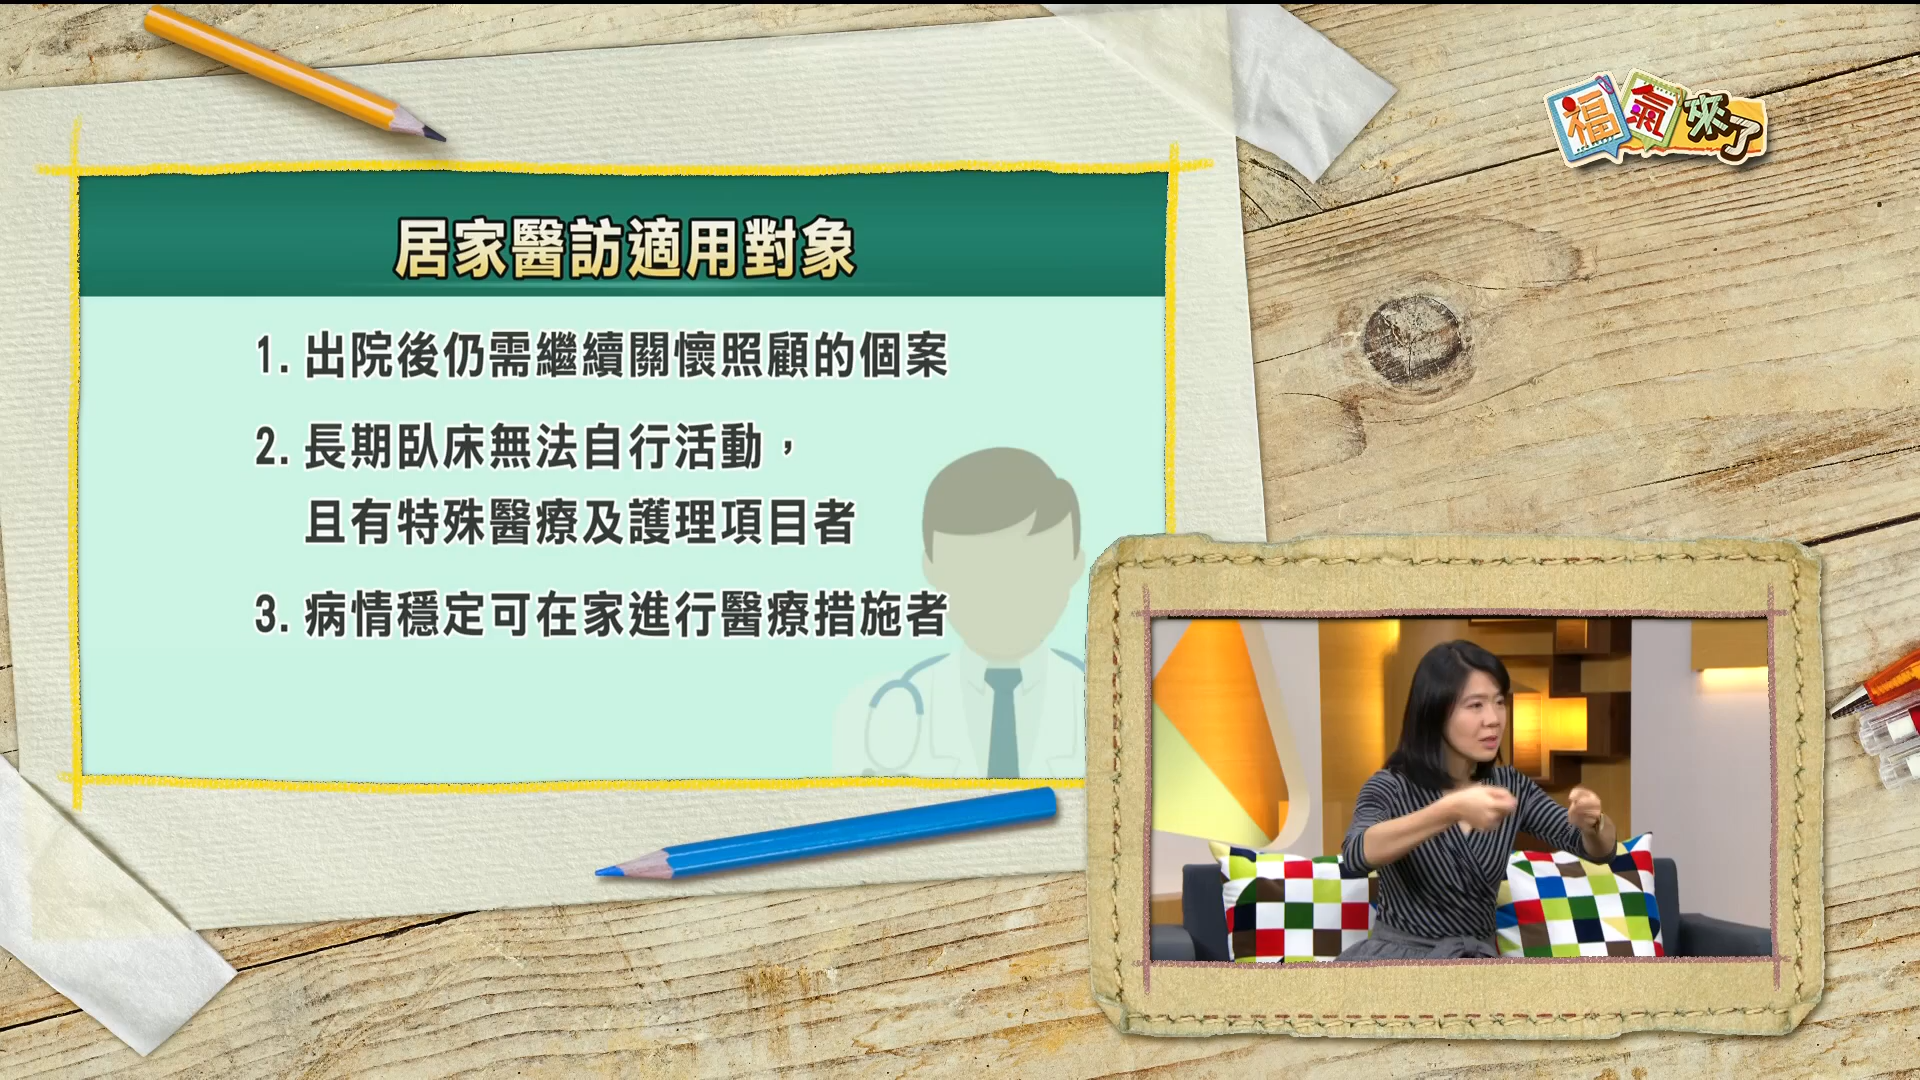 福氣來了
居家醫訪適用對象
1. 出院後仍需繼續關懷照顧的個案
2. 長期臥床無法自行活動，
且有特殊醫療及護理項目者
3. 病情穩定可在家進行醫療措施者